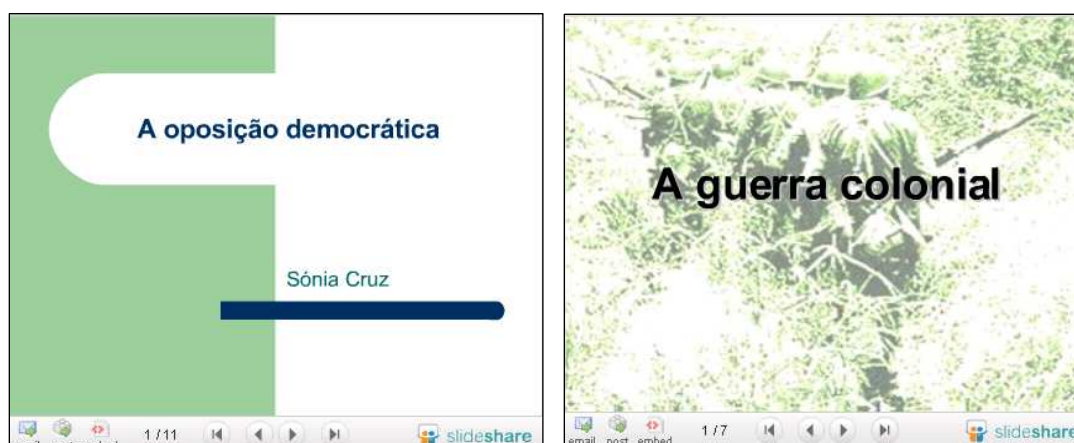 A oposição democrática
Sónia Cruz
1 / 11
slideshare
A guerra colonial
email post embed
1 / 7
slideshare